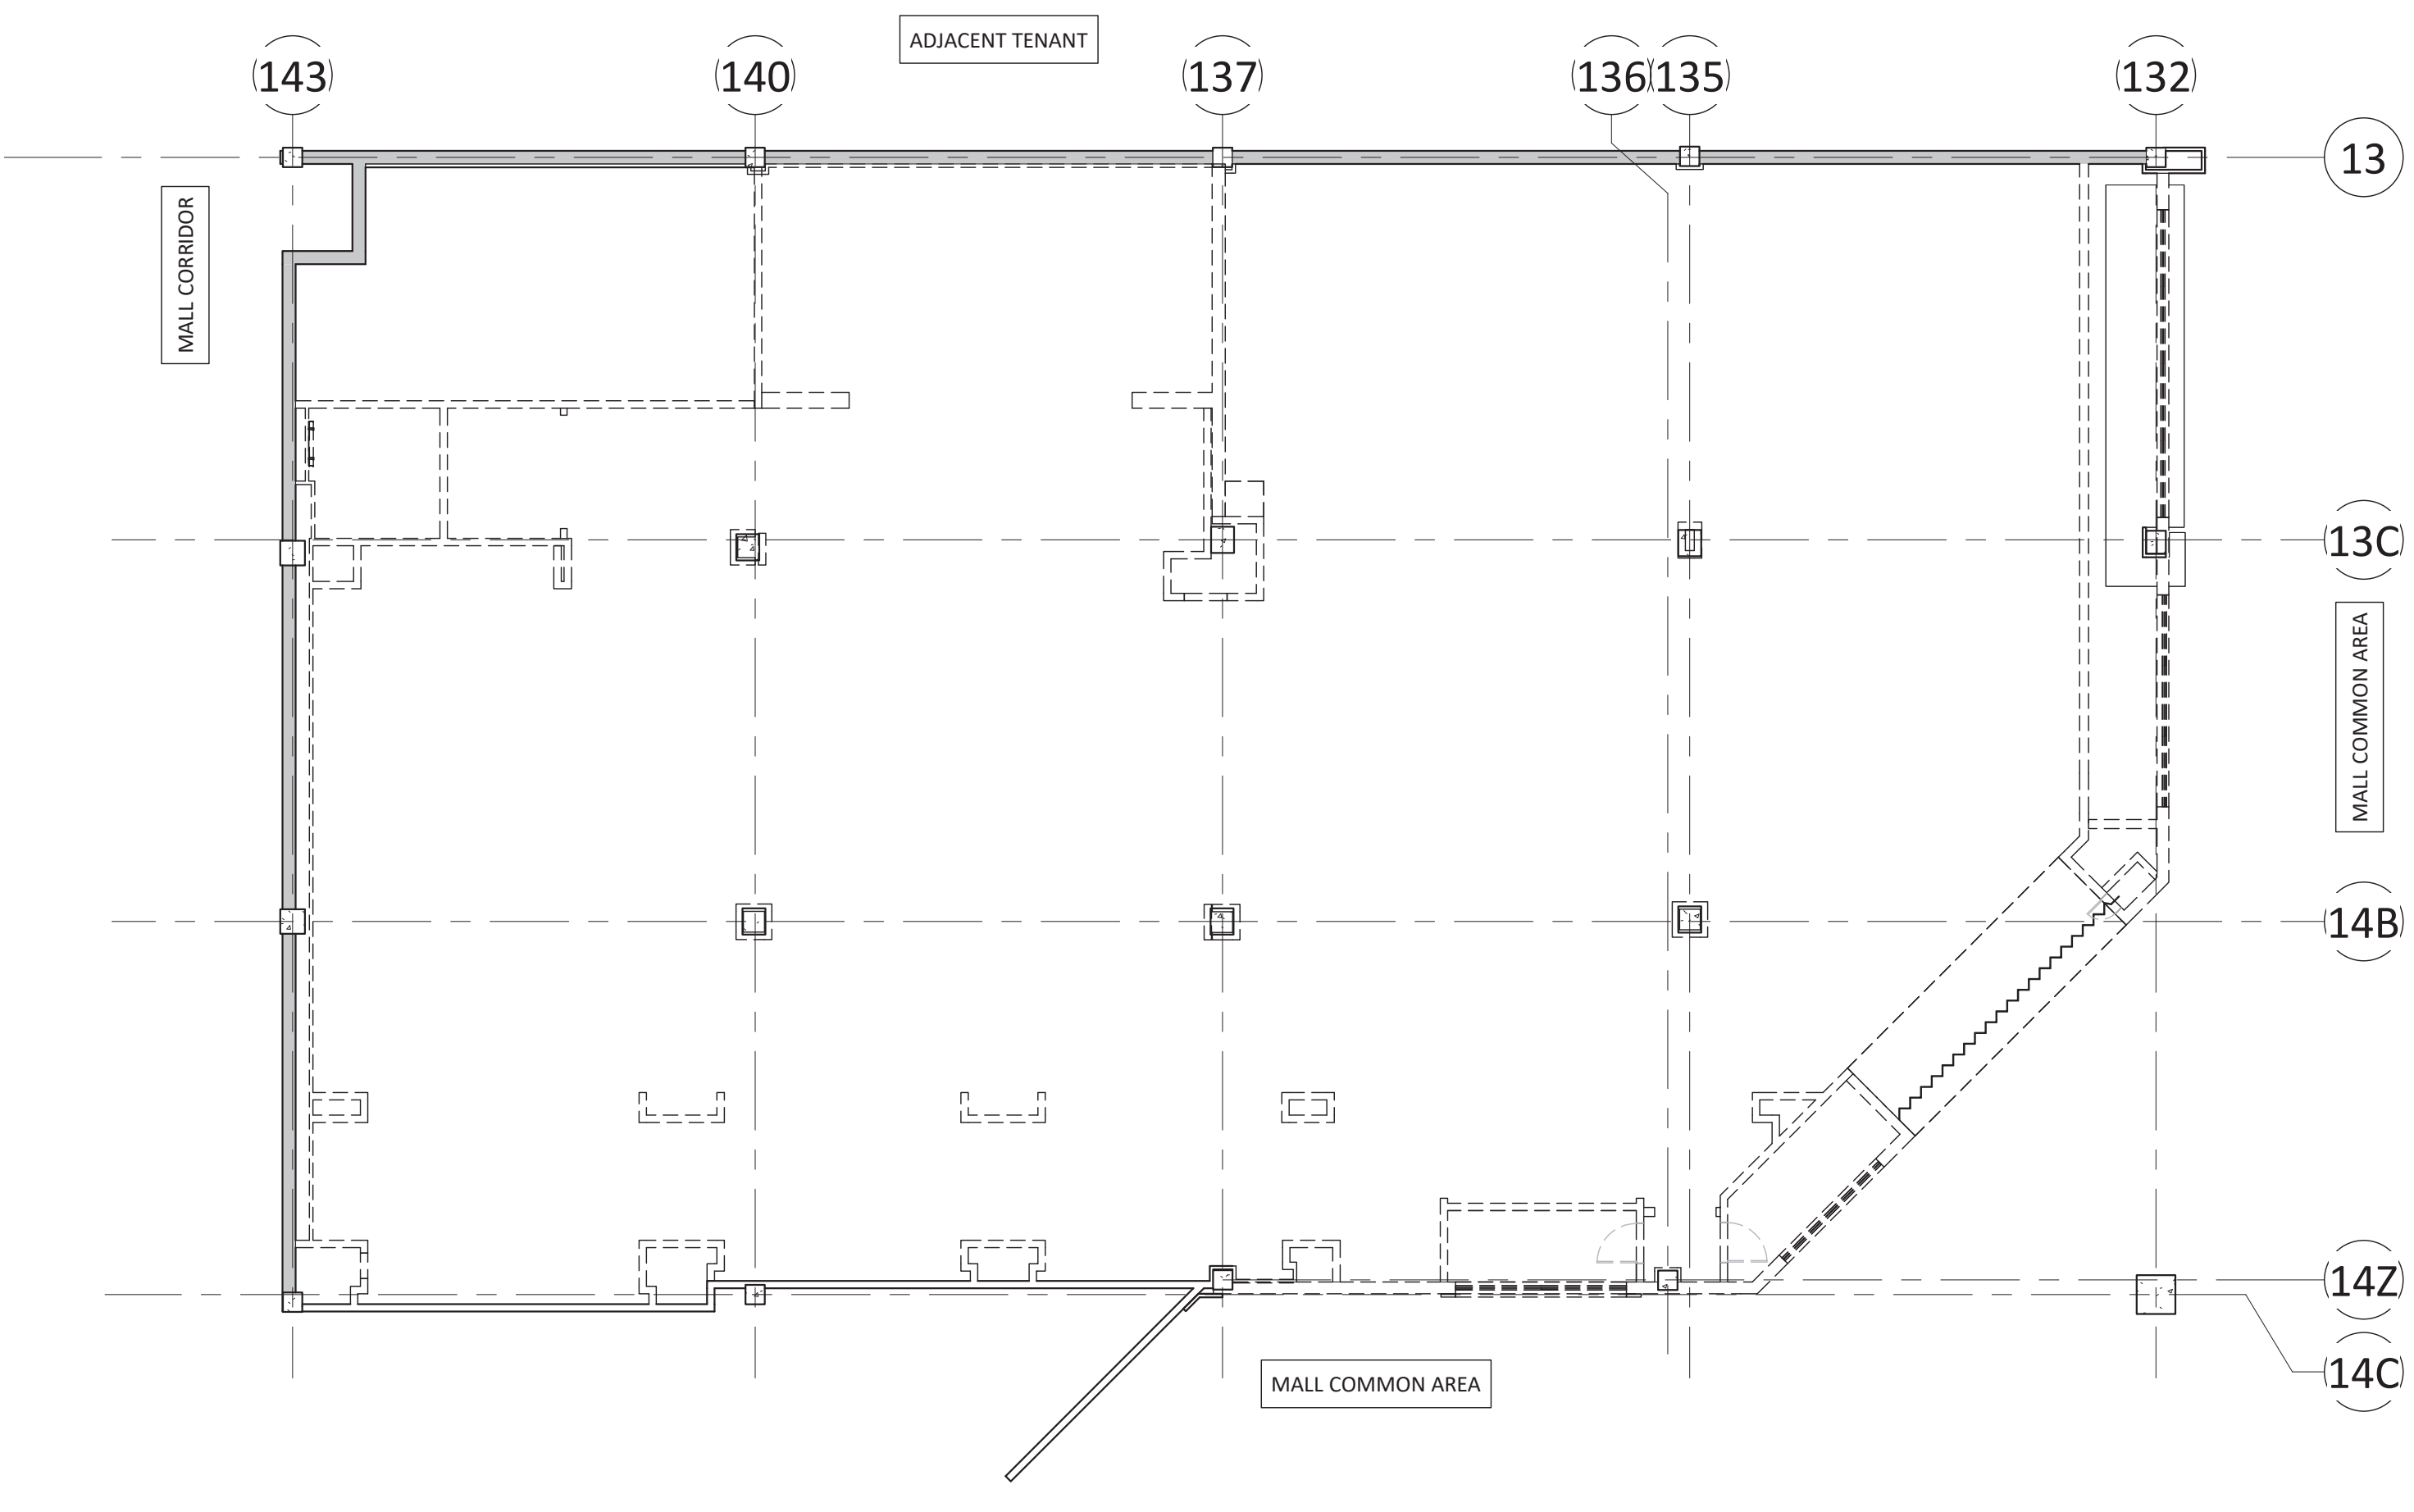 ADJACENT TENANT
143
140
137
136
135
132
13
MALL CORRIDOR
13C
MALL COMMON AREA
14B
14Z
MALL COMMON AREA
14C